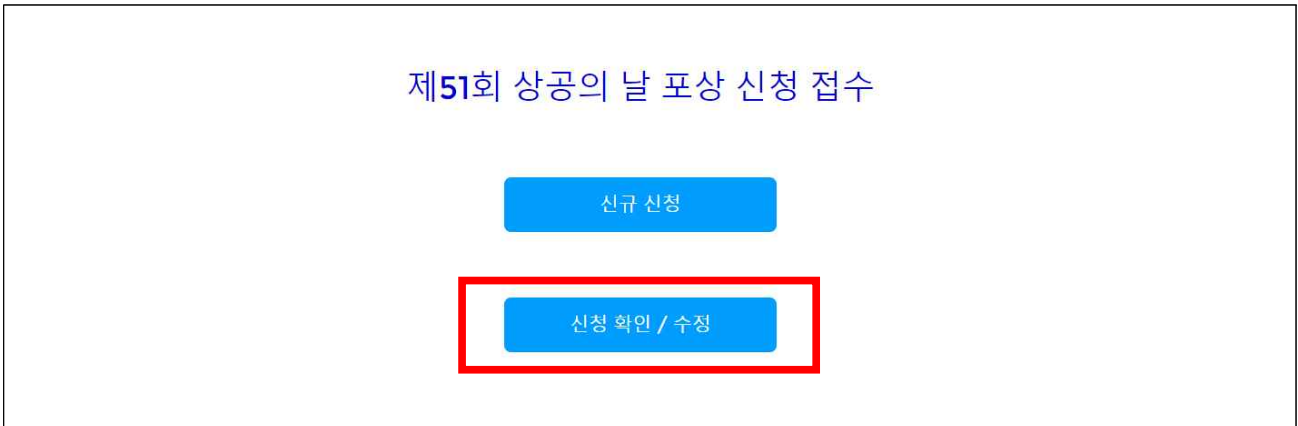 제51회 상공의 날 포상 신청 접수
신규 신청
신청 확인 / 수정